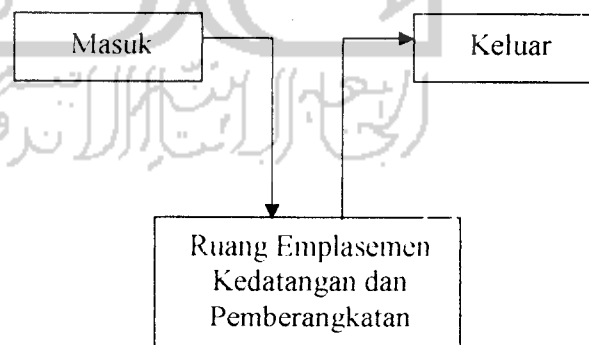 Masuk
Keluar
Ruang Emplasemen
Kedatangan dan
Pemberangkatan